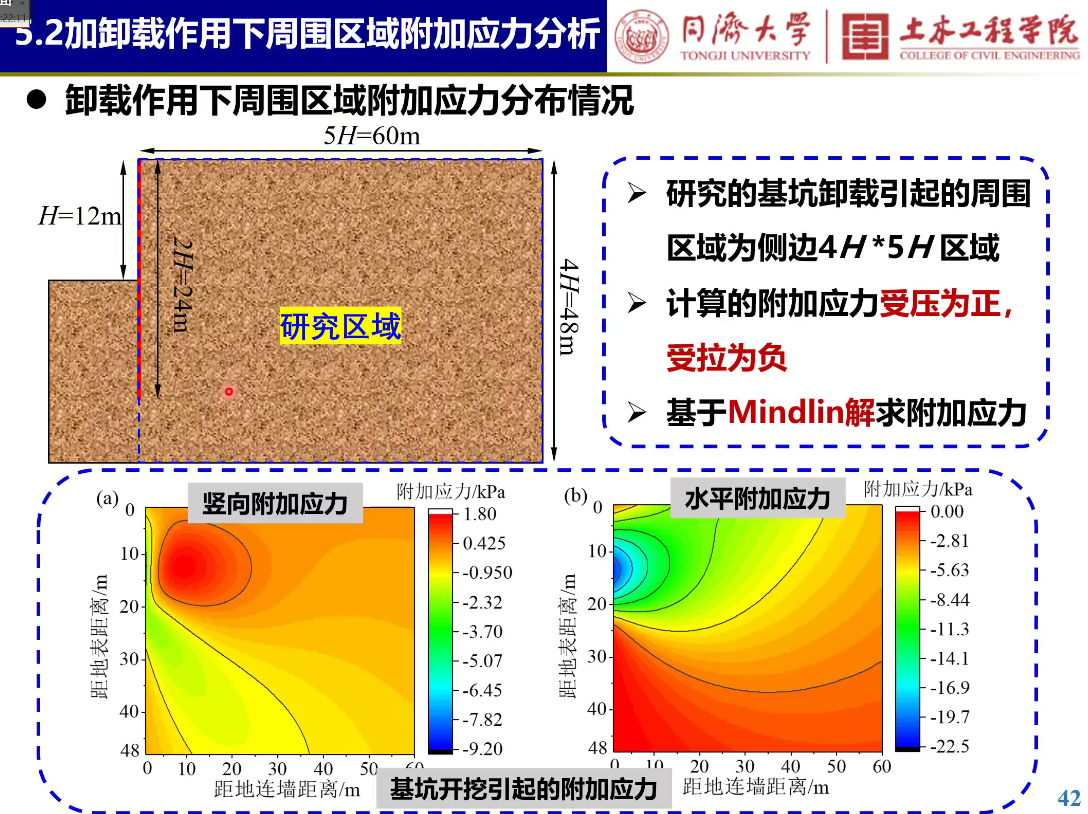 面
22:11
5.2加卸载作用下周围区域附加应力分析
同濟大學
TONGJI UNIVERSITY
土木工程学院
COLLEGE OF CIVIL ENGINEERING
● 卸载作用下周围区域附加应力分布情况
5H=60m
H=12m
2H=24m
4H=48m
研究区域
➢ 研究的基坑卸载引起的周围
区域为侧边4H*5H区域
➢ 计算的附加应力受压为正，
受拉为负
➢ 基于Mindlin解求附加应力
(a)
竖向附加应力
附加应力/kPa
1.80
0.425
-0.950
-2.32
-3.70
-5.07
-6.45
-7.82
-9.20
0
10
20
30
40
48
距地表距离/m
0 10 20 30 40 50 60
距地连墙距离/m
(b)
水平附加应力
附加应力/kPa
0.00
-2.81
-5.63
-8.44
-11.3
-14.1
-16.9
-19.7
-22.5
0
10
20
30
40
48
距地表距离/m
0 10 20 30 40 50 60
距地连墙距离/m
基坑开挖引起的附加应力
42